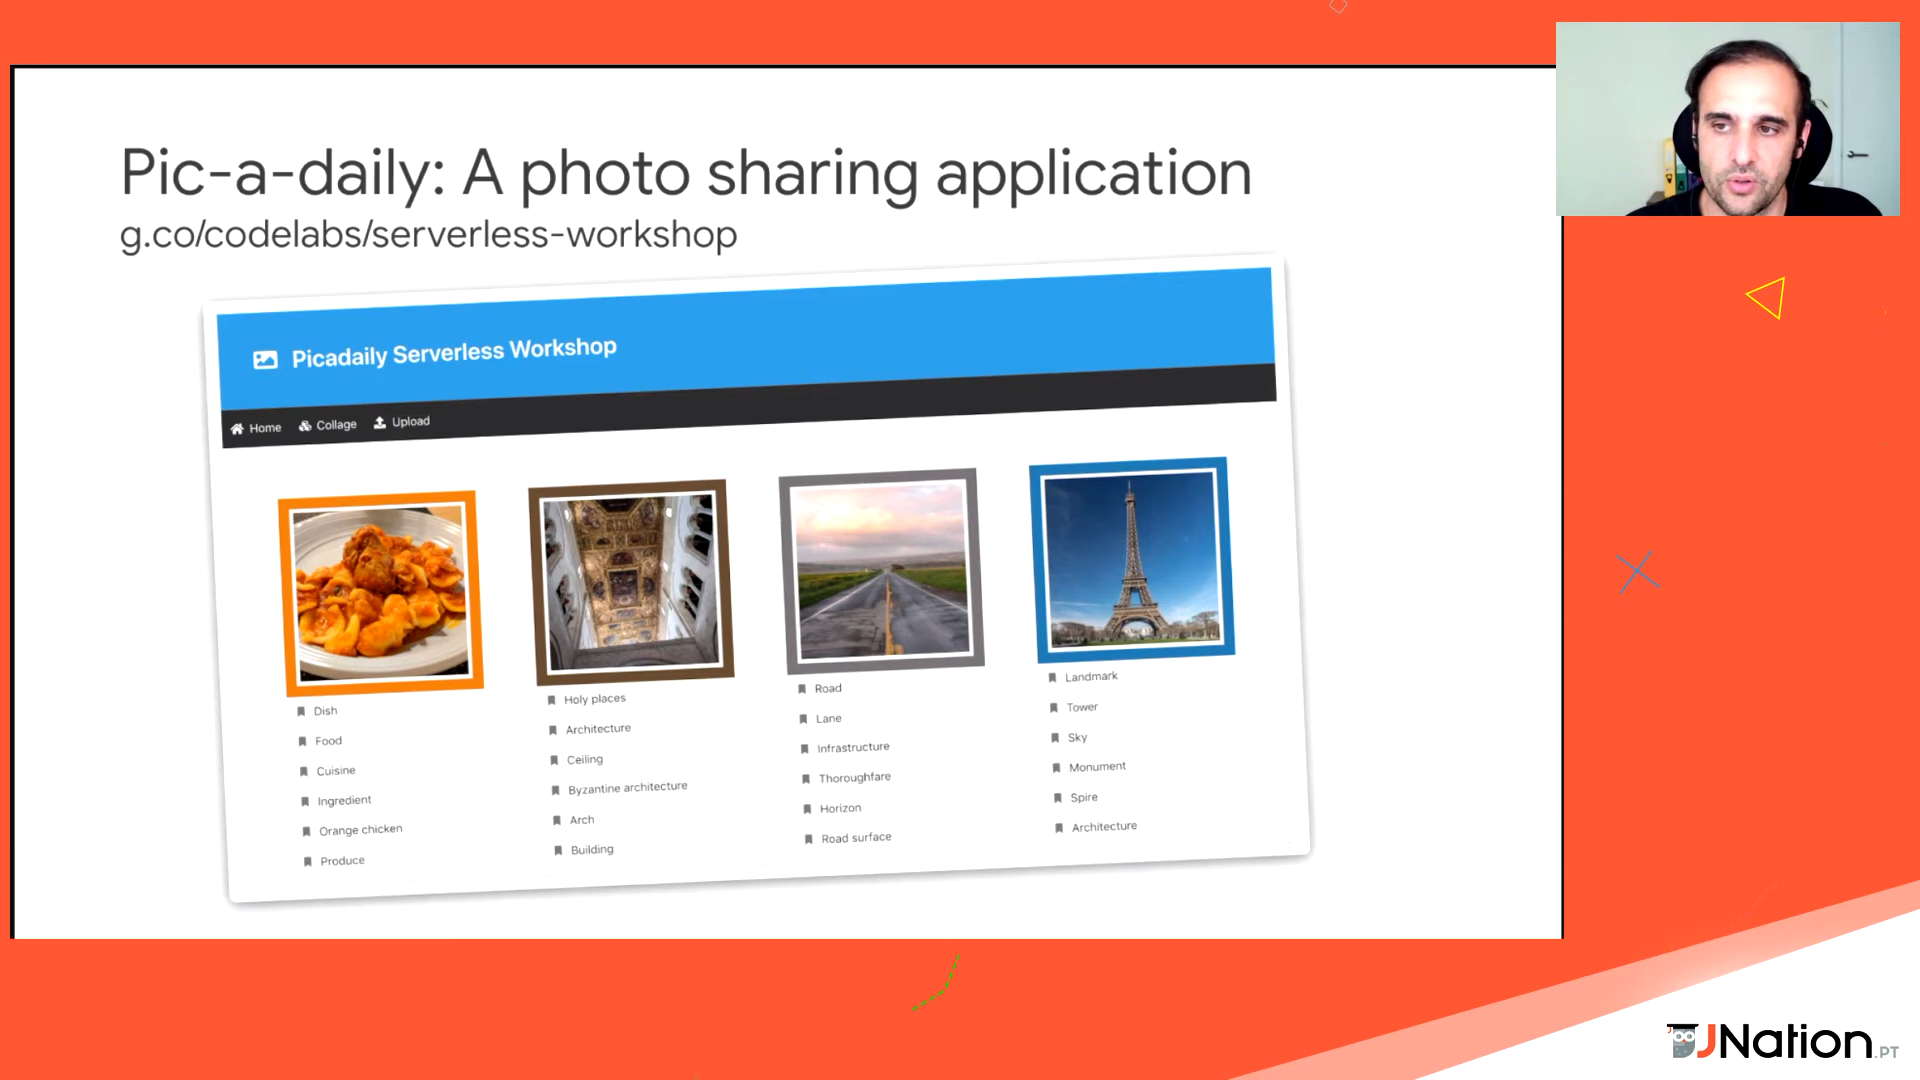 Pic-a-daily: A photo sharing application
g.co/codelabs/serverless-workshop
Picadaily Serverless Workshop
Home Collage Upload
Dish
Food
Cuisine
Ingredient
Orange chicken
Produce
Holy places
Architecture
Ceiling
Byzantine architecture
Arch
Building
Road
Lane
Infrastructure
Thoroughfare
Horizon
Road surface
Landmark
Tower
Sky
Monument
Spire
Architecture
JNation.PT